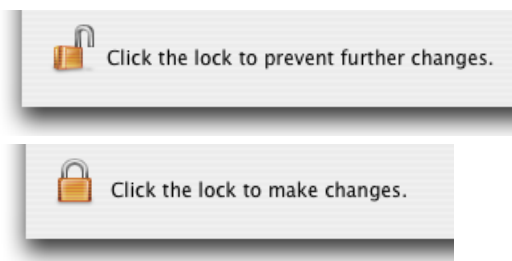 Click the lock to prevent further changes.
Click the lock to make changes.